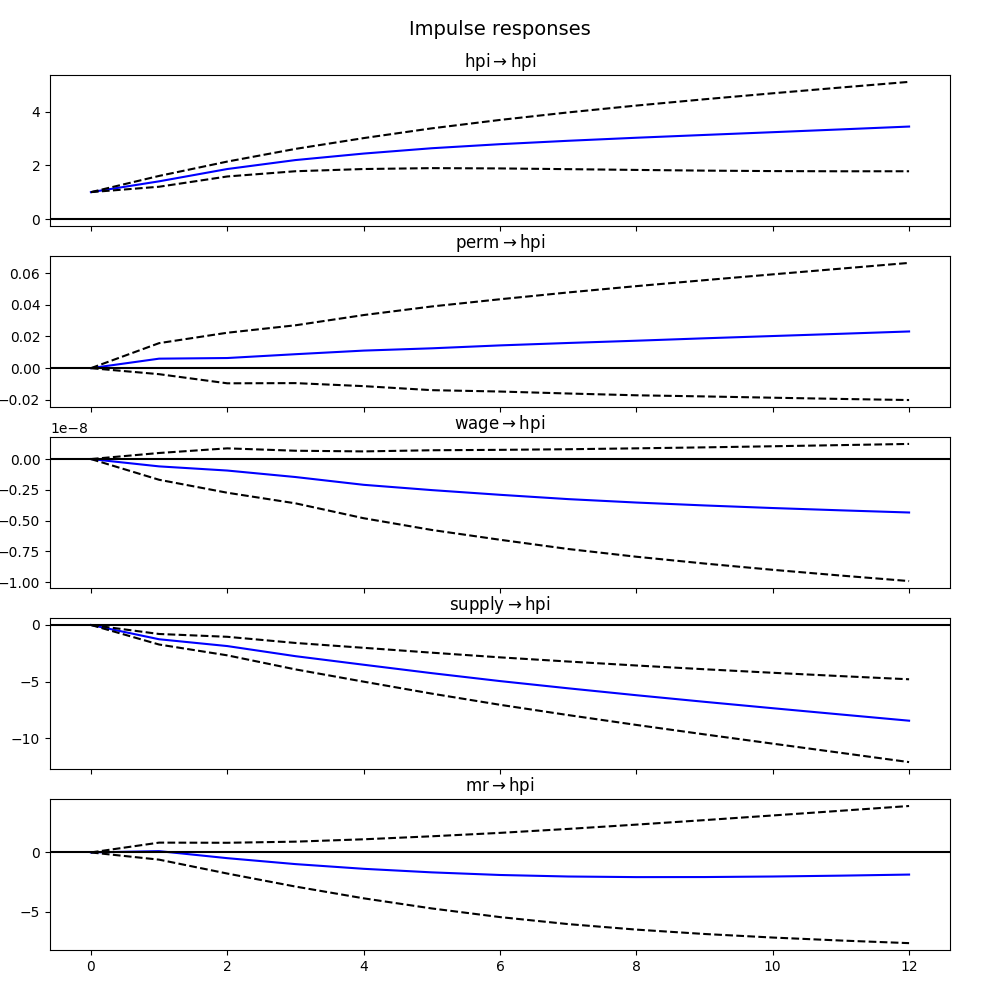 Impulse responses
hpi → hpi
4
2
0
perm → hpi
0.06
0.04
0.02
0.00
−0.02
wage → hpi
1e−8
0.00
−0.25
−0.50
−0.75
−1.00
supply → hpi
0
−5
−10
mr → hpi
0
−5
0 2 4 6 8 10 12